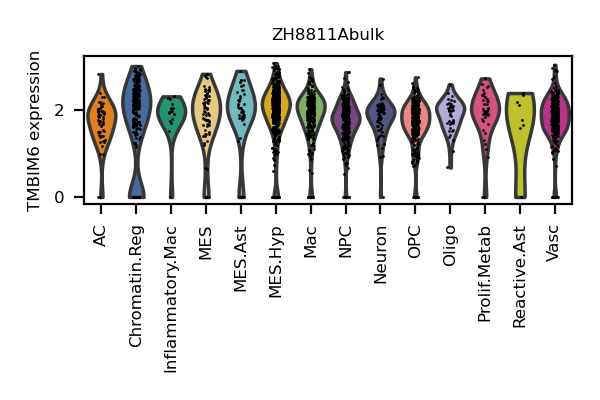 ZH8811Abulk
TMBIM6 expression
2
0
AC
Chromatin.Reg
Inflammatory.Mac
MES
MES.Ast
MES.Hyp
Mac
NPC
Neuron
OPC
Oligo
Prolif.Metab
Reactive.Ast
Vasc